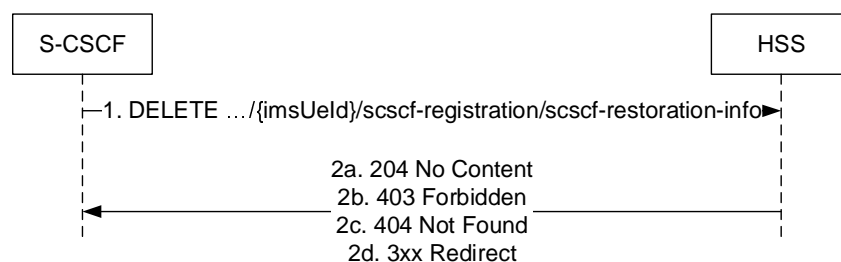 S-CSCF
HSS
1. DELETE …/{imsUeId}/scscf-registration/scscf-restoration-info
2a. 204 No Content
2b. 403 Forbidden
2c. 404 Not Found
2d. 3xx Redirect